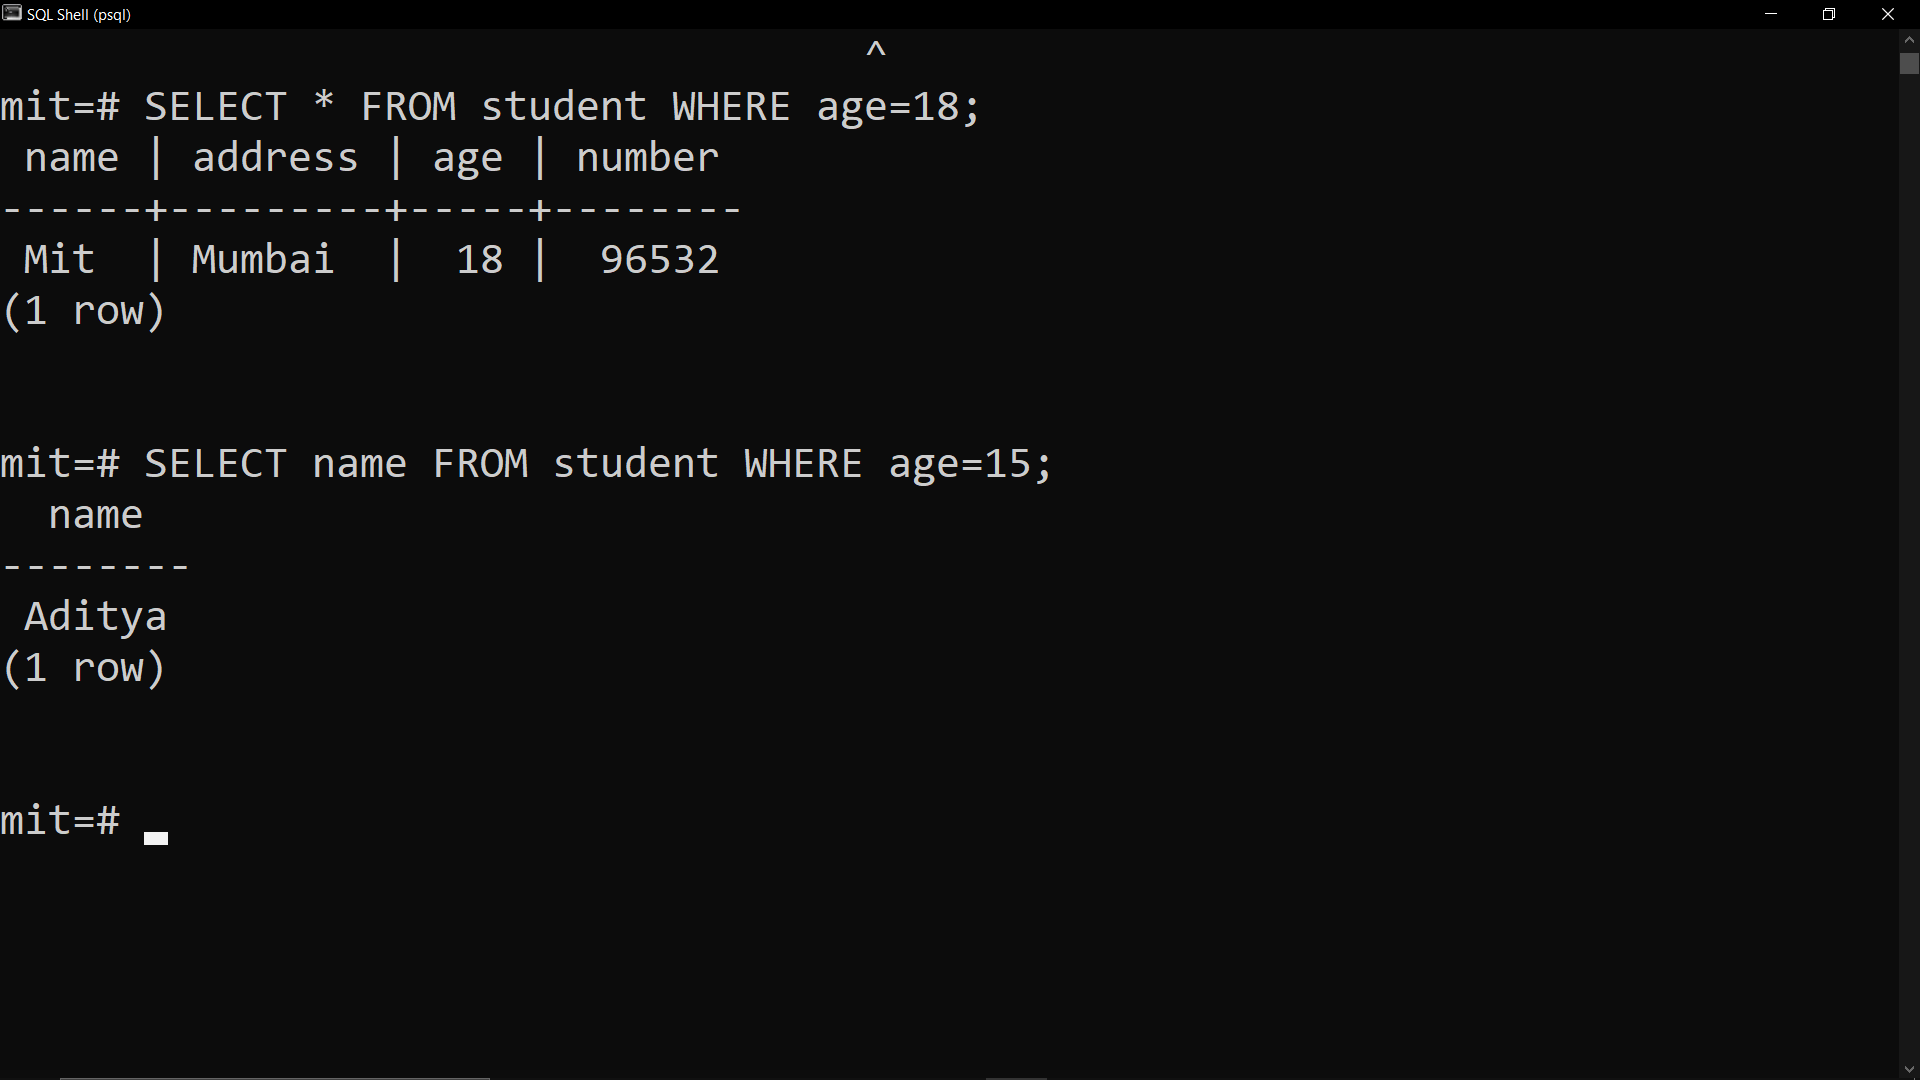 SQL Shell (psql)
^
mit=# SELECT * FROM student WHERE age=18;
 name | address | age | number
------+---------+-----+--------
 Mit  | Mumbai  |  18 |  96532
(1 row)
mit=# SELECT name FROM student WHERE age=15;
  name
--------
 Aditya
(1 row)
mit=#